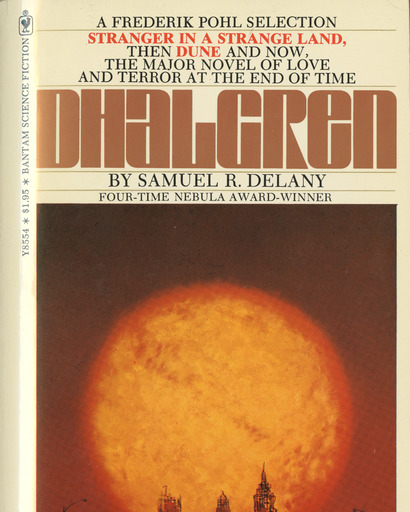 A FREDERIK POHL SELECTION
STRANGER IN A STRANGE LAND,
THEN DUNE AND NOW,
THE MAJOR NOVEL OF LOVE
AND TERROR AT THE END OF TIME
DHALGREN
BY SAMUEL R. DELANY
FOUR-TIME NEBULA AWARD-WINNER
Y8554 * $1.95 * BANTAM SCIENCE FICTION